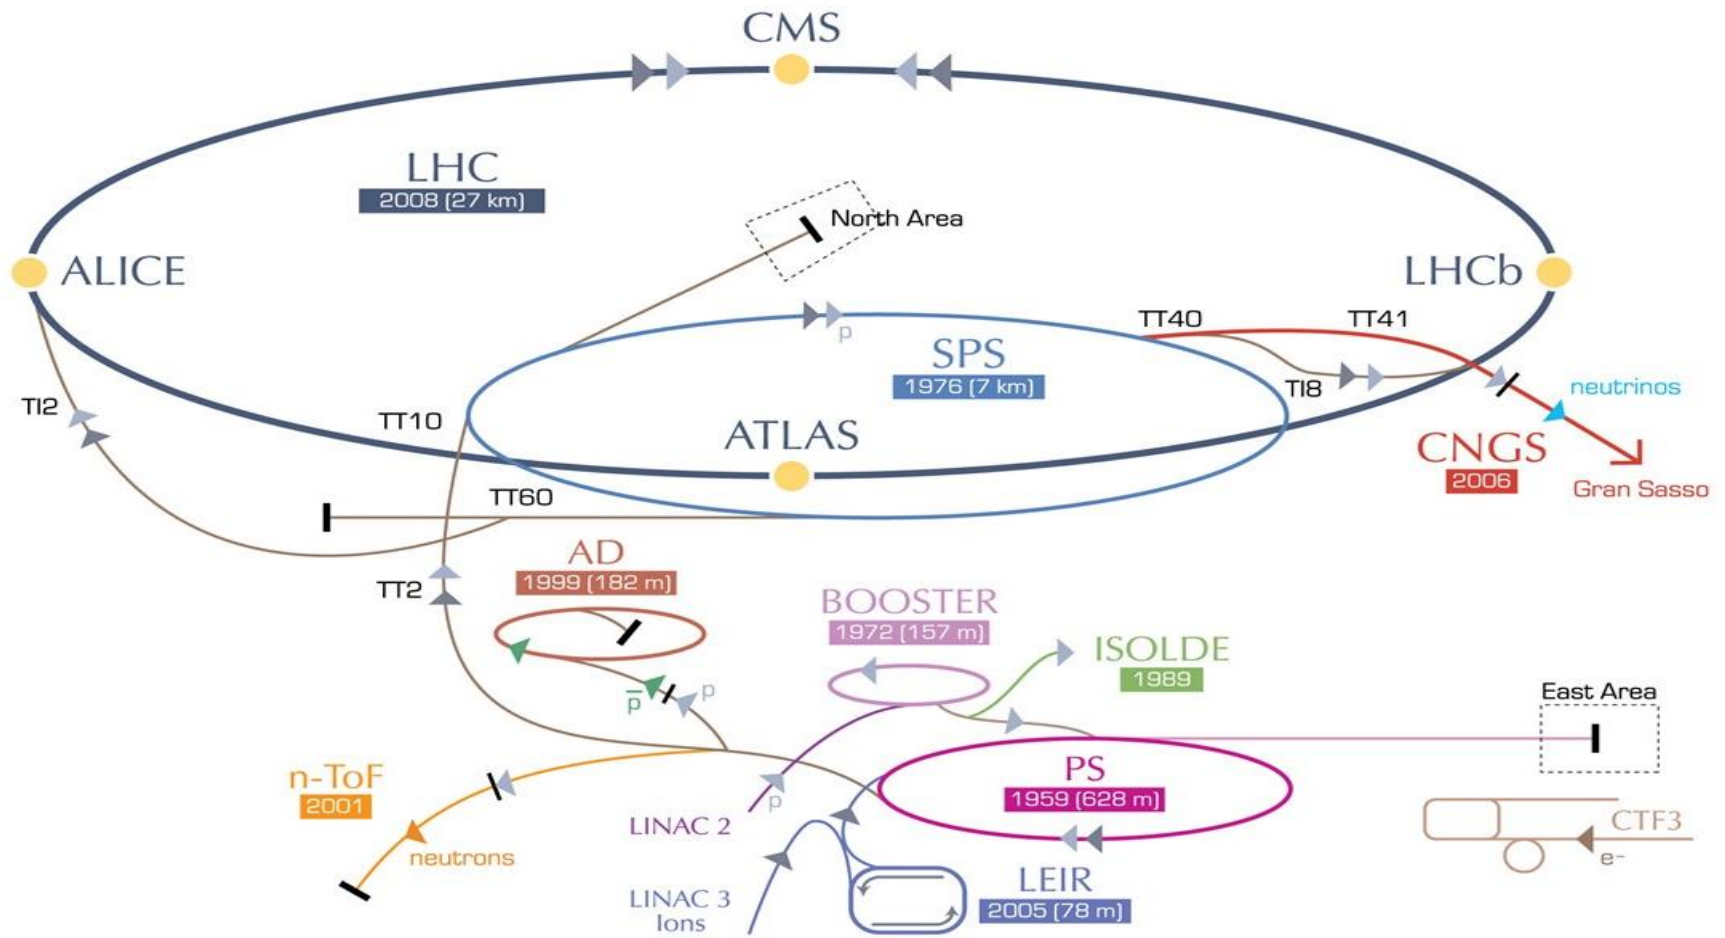 CMS
LHC
2008 (27 km)
North Area
ALICE
LHCb
p
TT40
TT41
SPS
1976 (7 km)
TI8
neutrinos
TI2
TT10
ATLAS
CNGS
2006
Gran Sasso
TT60
AD
1999 (182 m)
TT2
BOOSTER
1972 (157 m)
ISOLDE
1989
p̅
p
East Area
n-ToF
2001
neutrons
PS
1959 (628 m)
p
LINAC 2
CTF3
e-
LINAC 3
Ions
LEIR
2005 (78 m)